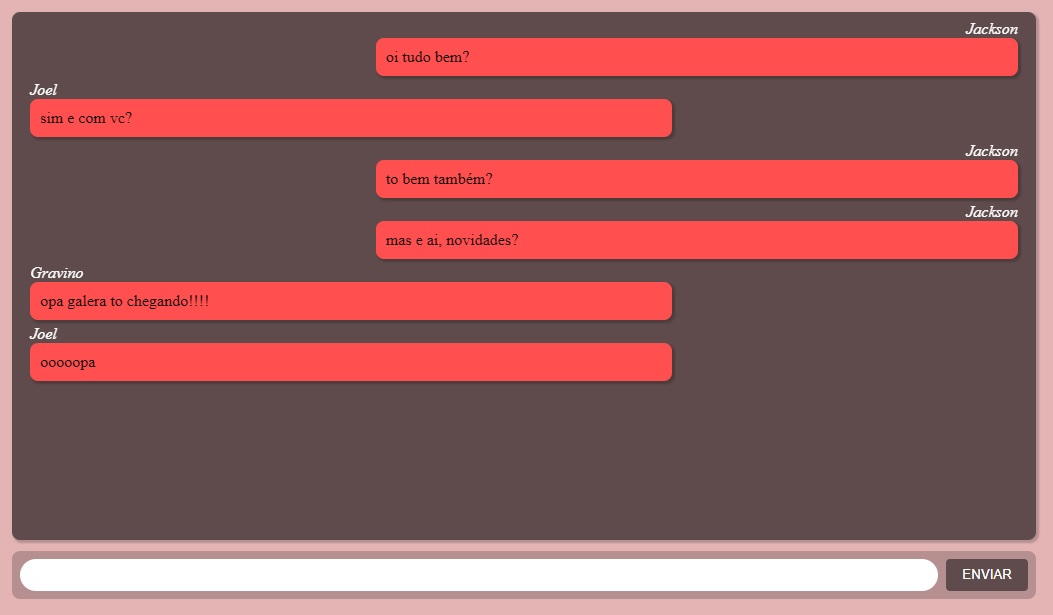 Jackson
oi tudo bem?
Joel
sim e com vc?
Jackson
to bem também?
Jackson
mas e ai, novidades?
Gravino
opa galera to chegando!!!!
Joel
ooooopa
ENVIAR